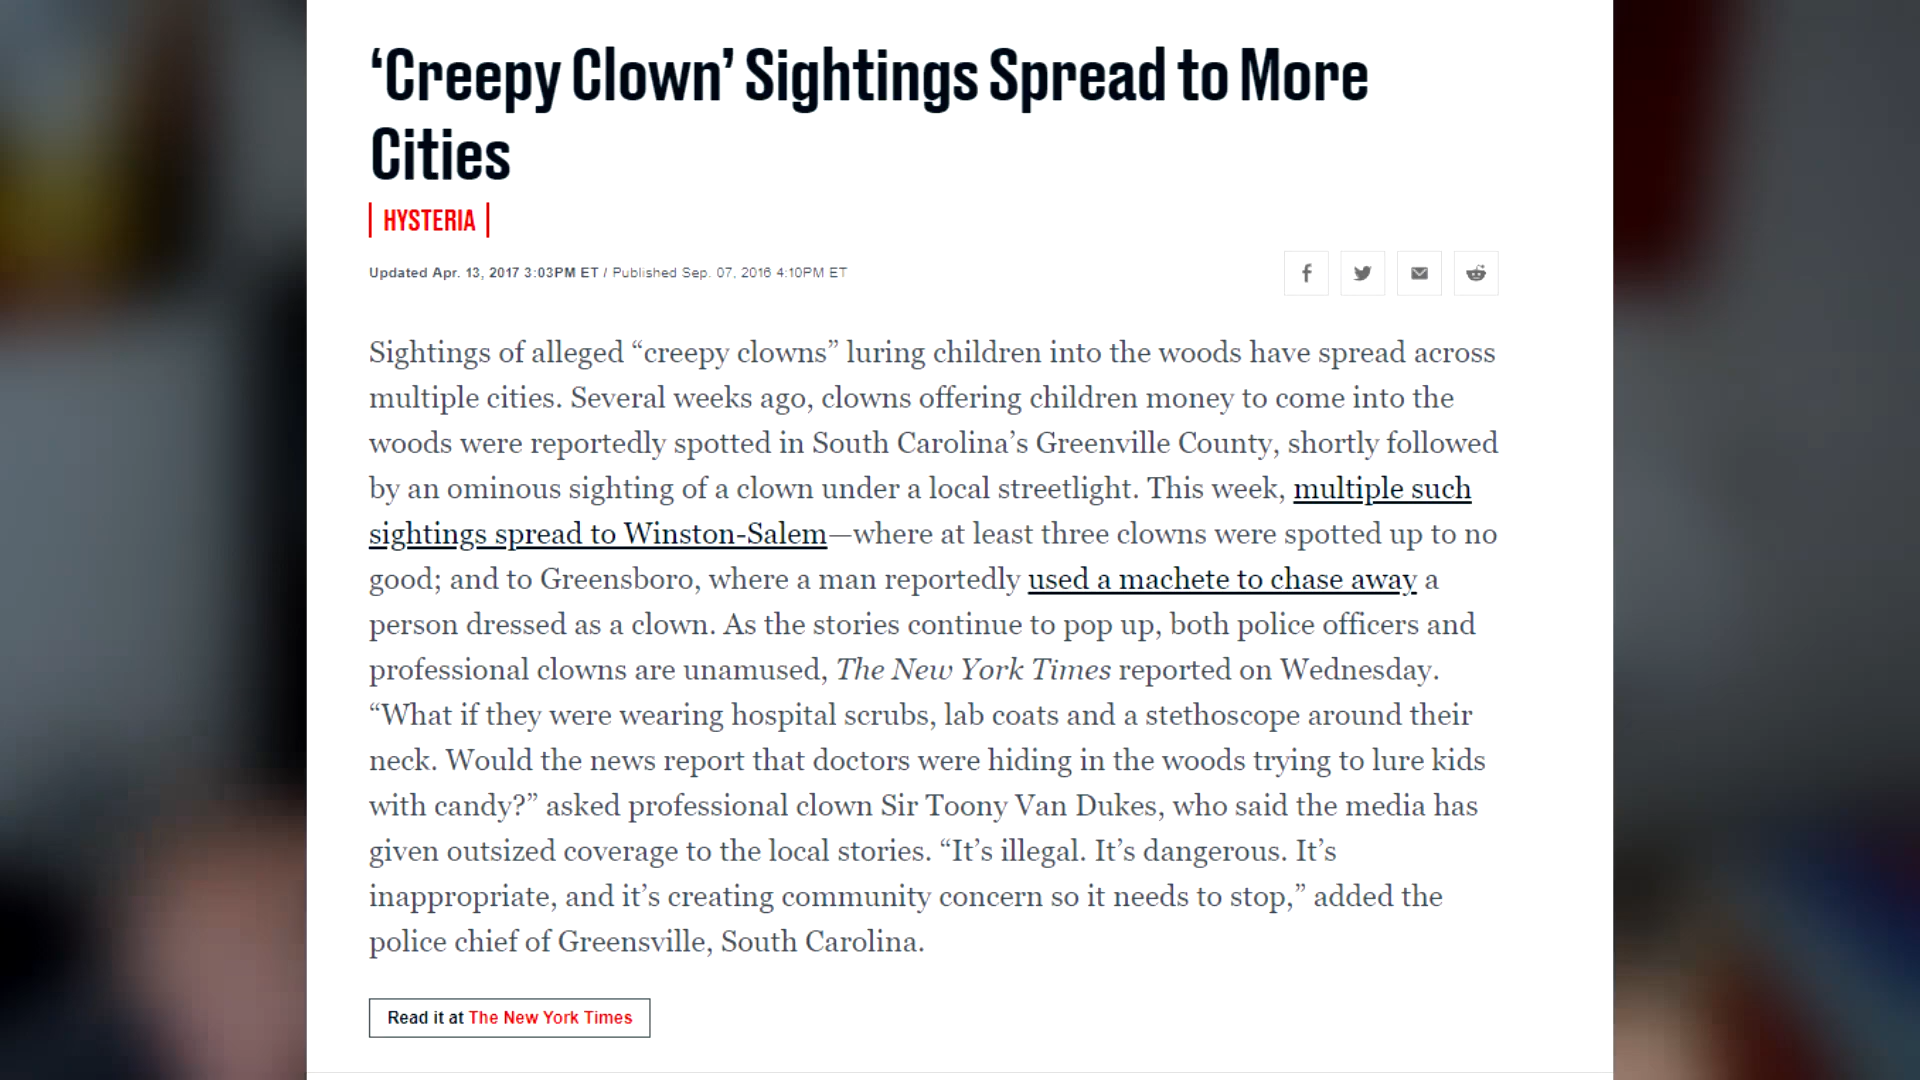 ‘Creepy Clown’ Sightings Spread to More
Cities
HYSTERIA
Updated Apr. 13, 2017 3:03PM ET / Published Sep. 07, 2016 4:10PM ET
Sightings of alleged “creepy clowns” luring children into the woods have spread across
multiple cities. Several weeks ago, clowns offering children money to come into the
woods were reportedly spotted in South Carolina’s Greenville County, shortly followed
by an ominous sighting of a clown under a local streetlight. This week, multiple such
sightings spread to Winston-Salem—where at least three clowns were spotted up to no
good; and to Greensboro, where a man reportedly used a machete to chase away a
person dressed as a clown. As the stories continue to pop up, both police officers and
professional clowns are unamused, The New York Times reported on Wednesday.
“What if they were wearing hospital scrubs, lab coats and a stethoscope around their
neck. Would the news report that doctors were hiding in the woods trying to lure kids
with candy?” asked professional clown Sir Toony Van Dukes, who said the media has
given outsized coverage to the local stories. “It’s illegal. It’s dangerous. It’s
inappropriate, and it’s creating community concern so it needs to stop,” added the
police chief of Greensville, South Carolina.
Read it at The New York Times